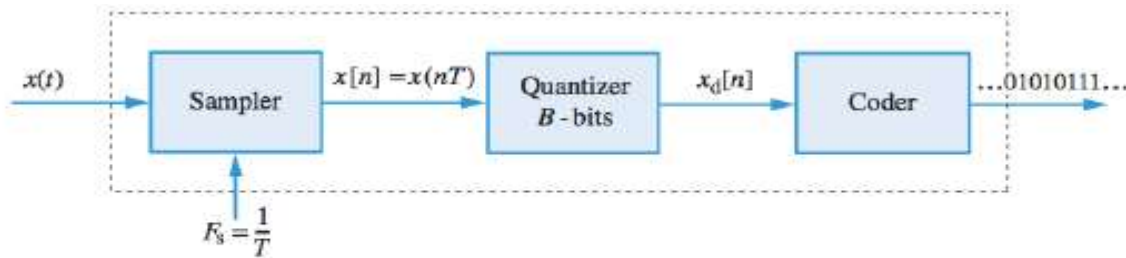 x(t)
Sampler
x[n] = x(nT)
Quantizer
B - bits
x_d[n]
Coder
...01010111...
F_s = 1/T